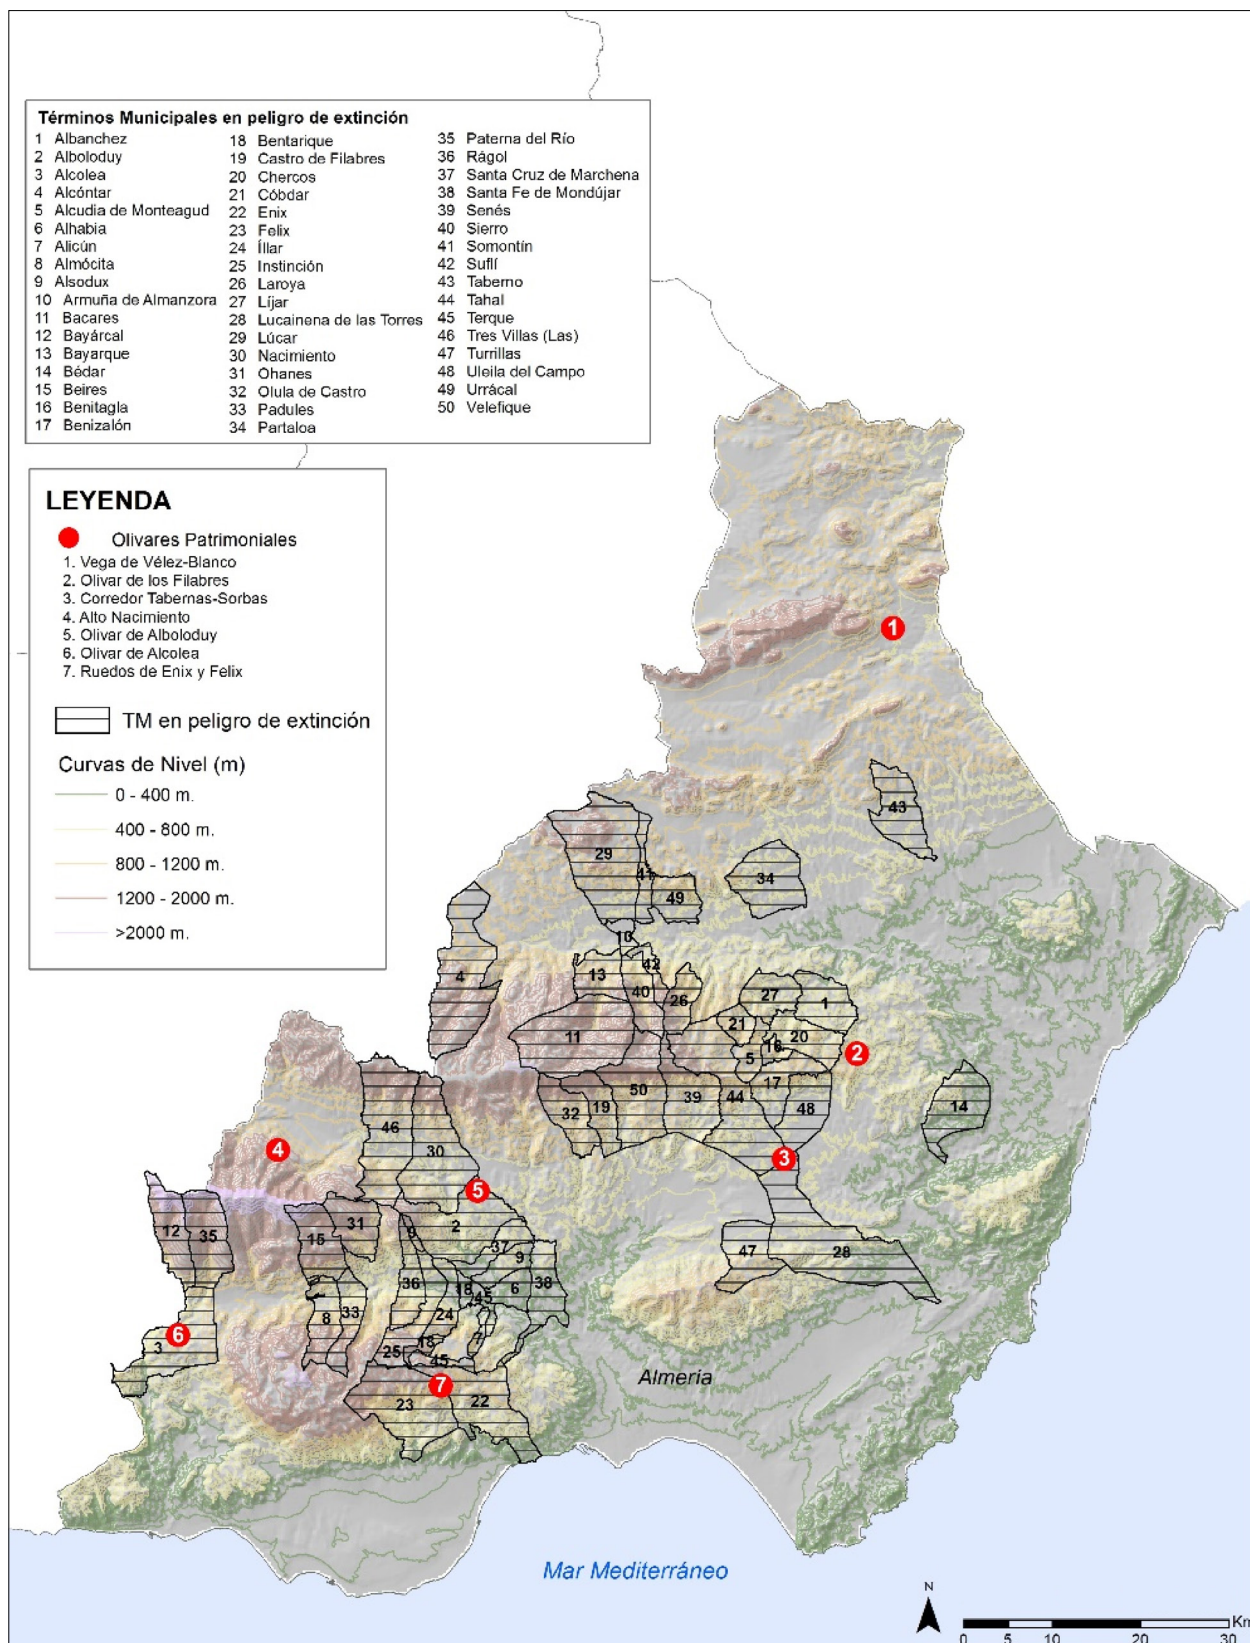 Términos Municipales en peligro de extinción
1 Albanchez
2 Alboloduy
3 Alcolea
4 Alcóntar
5 Alcudia de Monteagud
6 Alhabia
7 Alicún
8 Almócita
9 Alsodux
10 Armuña de Almanzora
11 Bacares
12 Bayárcal
13 Bayarque
14 Bédar
15 Beires
16 Benitagla
17 Benizalón
18 Bentarique
19 Castro de Filabres
20 Chercos
21 Cóbdar
22 Enix
23 Felix
24 Íllar
25 Instinción
26 Laroya
27 Líjar
28 Lucainena de las Torres
29 Lúcar
30 Nacimiento
31 Ohanes
32 Olula de Castro
33 Padules
34 Partaloa
35 Paterna del Río
36 Rágol
37 Santa Cruz de Marchena
38 Santa Fe de Mondújar
39 Senés
40 Sierro
41 Somontín
42 Suflí
43 Taberno
44 Tahal
45 Terque
46 Tres Villas (Las)
47 Turrillas
48 Uleila del Campo
49 Urrácal
50 Velefique
LEYENDA
Olivares Patrimoniales
1. Vega de Vélez-Blanco
2. Olivar de los Filabres
3. Corredor Tabernas-Sorbas
4. Alto Nacimiento
5. Olivar de Alboloduy
6. Olivar de Alcolea
7. Ruedos de Enix y Felix
TM en peligro de extinción
Curvas de Nivel (m)
0 - 400 m.
400 - 800 m.
800 - 1200 m.
1200 - 2000 m.
>2000 m.
1
43
29
41
34
49
10
4
13
42
40
26
27
1
11
21
20
16
5
2
50
39
44
17
48
32
19
14
46
30
4
3
5
12
35
15
31
9
2
37
9
47
28
36
18
45
6
38
8
33
24
7
6
3
25
18
45
7
23
22
Almería
Mar Mediterráneo
N
Km
0 5 10 20 30